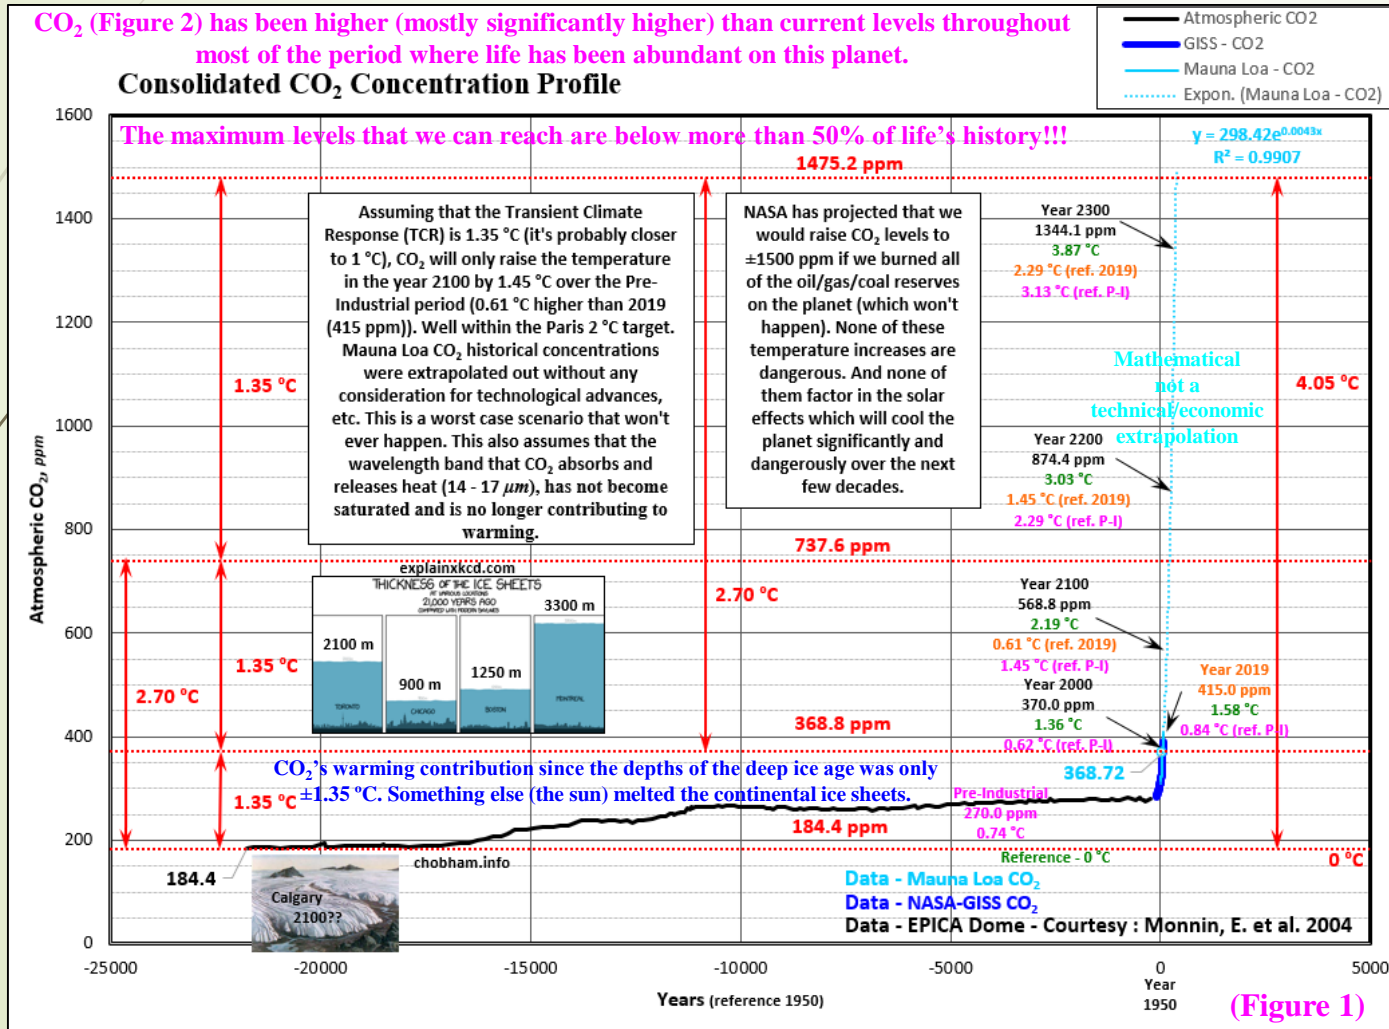 CO2 (Figure 2) has been higher (mostly significantly higher) than current levels throughout
most of the period where life has been abundant on this planet.
Atmospheric CO2
GISS - CO2
Mauna Loa - CO2
Expon. (Mauna Loa - CO2)
Consolidated CO2 Concentration Profile
The maximum levels that we can reach are below more than 50% of life's history!!!
y = 298.42e^0.0043x
R² = 0.9907
1475.2 ppm
Assuming that the Transient Climate
Response (TCR) is 1.35 °C (it's probably closer
to 1 °C), CO2 will only raise the temperature
in the year 2100 by 1.45 °C over the Pre-
Industrial period (0.61 °C higher than 2019
(415 ppm)). Well within the Paris 2 °C target.
Mauna Loa CO2 historical concentrations
were extrapolated out without any
consideration for technological advances,
etc. This is a worst case scenario that won't
ever happen. This also assumes that the
wavelength band that CO2 absorbs and
releases heat (14 - 17 µm), has not become
saturated and is no longer contributing to
warming.
NASA has projected that we
would raise CO2 levels to
±1500 ppm if we burned all
of the oil/gas/coal reserves
on the planet (which won't
happen). None of these
temperature increases are
dangerous. And none of
them factor in the solar
effects which will cool the
planet significantly and
dangerously over the next
few decades.
Year 2300
1344.1 ppm
3.87 °C
2.29 °C (ref. 2019)
3.13 °C (ref. P-I)
Mathematical
not a
technical/economic
extrapolation
1.35 °C
4.05 °C
Year 2200
874.4 ppm
3.03 °C
1.45 °C (ref. 2019)
2.29 °C (ref. P-I)
737.6 ppm
explainxkcd.com
THICKNESS OF THE ICE SHEETS
AT VARIOUS LOCATIONS
21,000 YEARS AGO
COMPARED WITH MODERN SKYLINES
2100 m
900 m
1250 m
3300 m
TORONTO
CHICAGO
BOSTON
MONTREAL
2.70 °C
Year 2100
568.8 ppm
2.19 °C
0.61 °C (ref. 2019)
1.45 °C (ref. P-I)
1.35 °C
2.70 °C
Year 2000
370.0 ppm
1.36 °C
0.62 °C (ref. P-I)
Year 2019
415.0 ppm
1.58 °C
0.84 °C (ref. P-I)
368.8 ppm
368.72
CO2's warming contribution since the depths of the deep ice age was only
±1.35 °C. Something else (the sun) melted the continental ice sheets.
1.35 °C
Pre-Industrial
270.0 ppm
0.74 °C
184.4 ppm
Reference - 0 °C
0 °C
184.4
chobham.info
Calgary
2100??
Data - Mauna Loa CO2
Data - NASA-GISS CO2
Data - EPICA Dome - Courtesy : Monnin, E. et al. 2004
Atmospheric CO2, ppm
1600
1400
1200
1000
800
600
400
200
0
-25000
-20000
-15000
-10000
-5000
0
5000
Year
1950
Years (reference 1950)
(Figure 1)